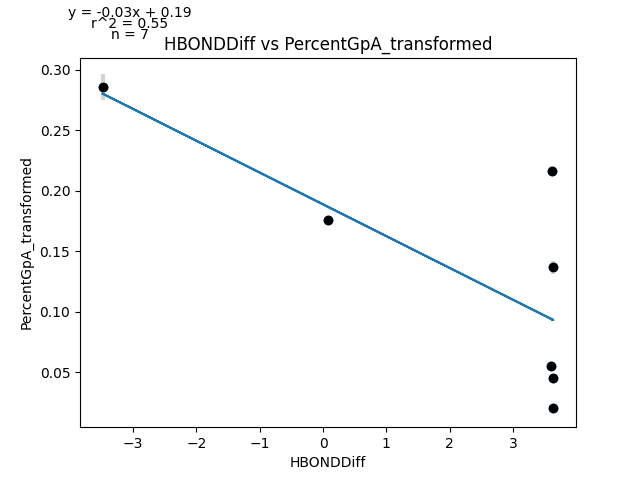 y = -0.03x + 0.19
r^2 = 0.55
n = 7
HBONDDiff vs PercentGpA_transformed
PercentGpA_transformed
0.30
0.25
0.20
0.15
0.10
0.05
−3 −2 −1 0 1 2 3
HBONDDiff